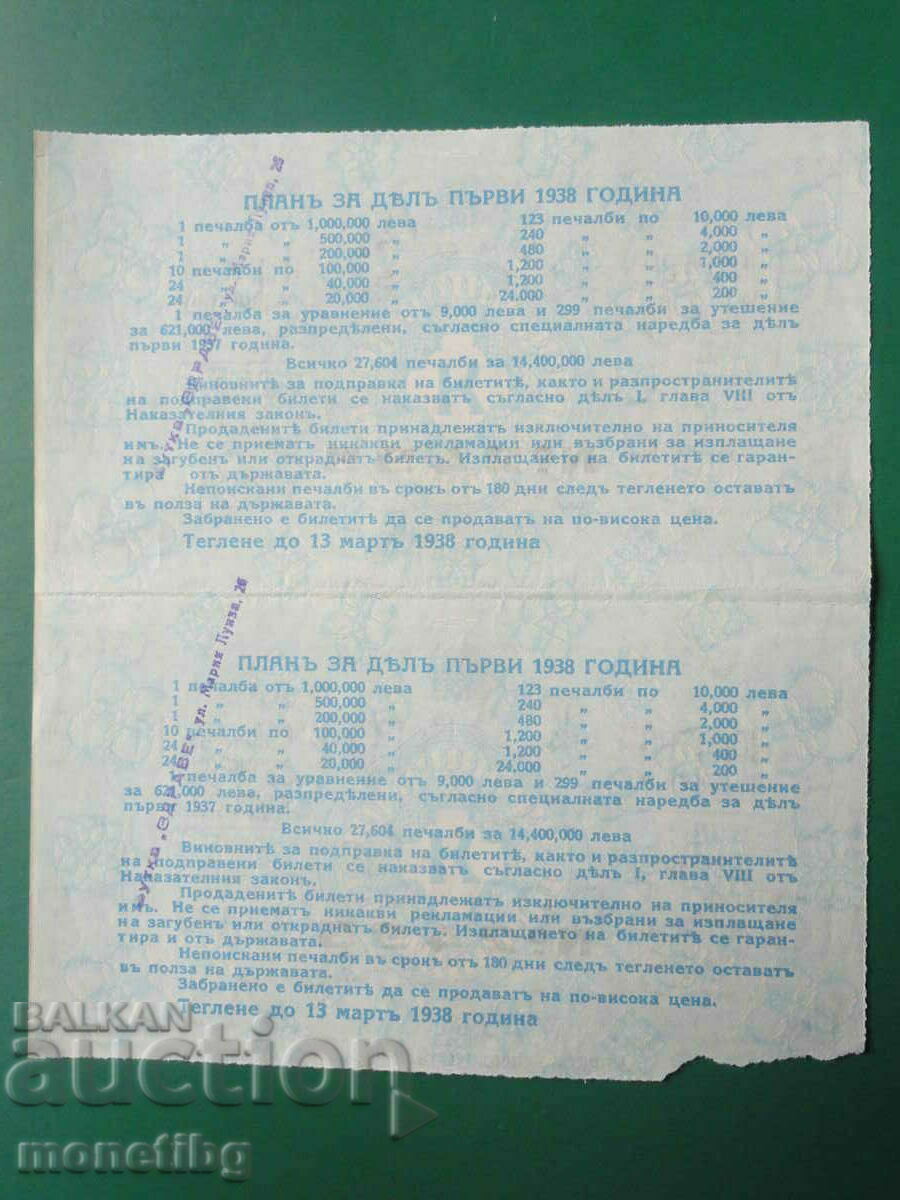 ПЛАНЪ ЗА ДѢЛЪ ПЪРВИ 1938 ГОДИНА
1 печалба отъ 1,000,000 лева 123 печалби по 10,000 лева
1 „ „ 500,000 „ 240 „ „ 4,000 „
1 „ „ 200,000 „ 480 „ „ 2,000 „
10 печалби по 100,000 „ 1,200 „ „ 1,000 „
24 „ „ 40,000 „ 1,200 „ „ 400 „
24 „ „ 20,000 „ 24.000 „ „ 200 „
1 печалба за уравнение отъ 9,000 лева и 299 печалби за утешение
за 621,000 лева, разпредѣлени, съгласно специалната наредба за дѣлъ
първи 1937 година.
Всичко 27,604 печалби за 14,400,000 лева
Виновнитѣ за подправка на билетитѣ, както и разпространителитѣ
на подправени билети се наказватъ съгласно дѣлъ I, глава VIII отъ
Наказателния законъ.
Продаденитѣ билети принадлежатъ изключително на приносителя
имъ. Не се приематъ никакви рекламации или възбрани за изплащане
на загубенъ или откраднатъ билетъ. Изплащането на билетитѣ се гаран-
тира отъ държавата.
Непоискани печалби въ срокъ отъ 180 дни следъ тегленето оставатъ
въ полза на държавата.
Забранено е билетитѣ да се продаватъ на по-висока цена.
Теглене до 13 мартъ 1938 година
ул. Мария Луиза, 26
ПЛАНЪ ЗА ДѢЛЪ ПЪРВИ 1938 ГОДИНА
1 печалба отъ 1,000,000 лева 123 печалби по 10,000 лева
1 „ „ 500,000 „ 240 „ „ 4,000 „
1 „ „ 200,000 „ 480 „ „ 2,000 „
10 печалби по 100,000 „ 1,200 „ „ 1,000 „
24 „ „ 40,000 „ 1,200 „ „ 400 „
24 „ „ 20,000 „ 24.000 „ „ 200 „
1 печалба за уравнение отъ 9,000 лева и 299 печалби за утешение
за 621,000 лева, разпредѣлени, съгласно специалната наредба за дѣлъ
първи 1937 година.
Всичко 27,604 печалби за 14,400,000 лева
Виновнитѣ за подправка на билетитѣ, както и разпространителитѣ
на подправени билети се наказватъ съгласно дѣлъ I, глава VIII отъ
Наказателния законъ.
Продаденитѣ билети принадлежатъ изключително на приносителя
имъ. Не се приематъ никакви рекламации или възбрани за изплащане
на загубенъ или откраднатъ билетъ. Изплащането на билетитѣ се гаран-
тира и отъ държавата.
Непоискани печалби въ срокъ отъ 180 дни следъ тегленето оставатъ
въ полза на държавата.
Забранено е билетитѣ да се продаватъ на по-висока цена.
Теглене до 13 мартъ 1938 година
BALKAN
auction
monetibg